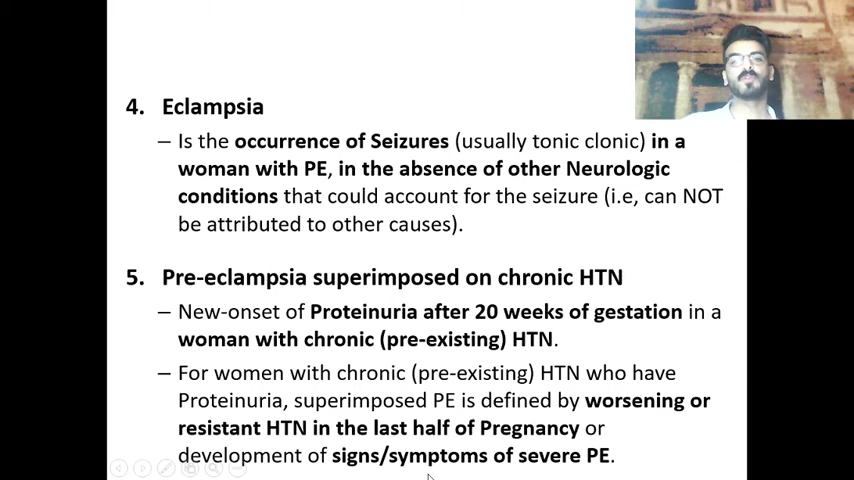 4. Eclampsia
– Is the occurrence of Seizures (usually tonic clonic) in a
woman with PE, in the absence of other Neurologic
conditions that could account for the seizure (i.e, can NOT
be attributed to other causes).
5. Pre-eclampsia superimposed on chronic HTN
– New-onset of Proteinuria after 20 weeks of gestation in a
woman with chronic (pre-existing) HTN.
– For women with chronic (pre-existing) HTN who have
Proteinuria, superimposed PE is defined by worsening or
resistant HTN in the last half of Pregnancy or
development of signs/symptoms of severe PE.